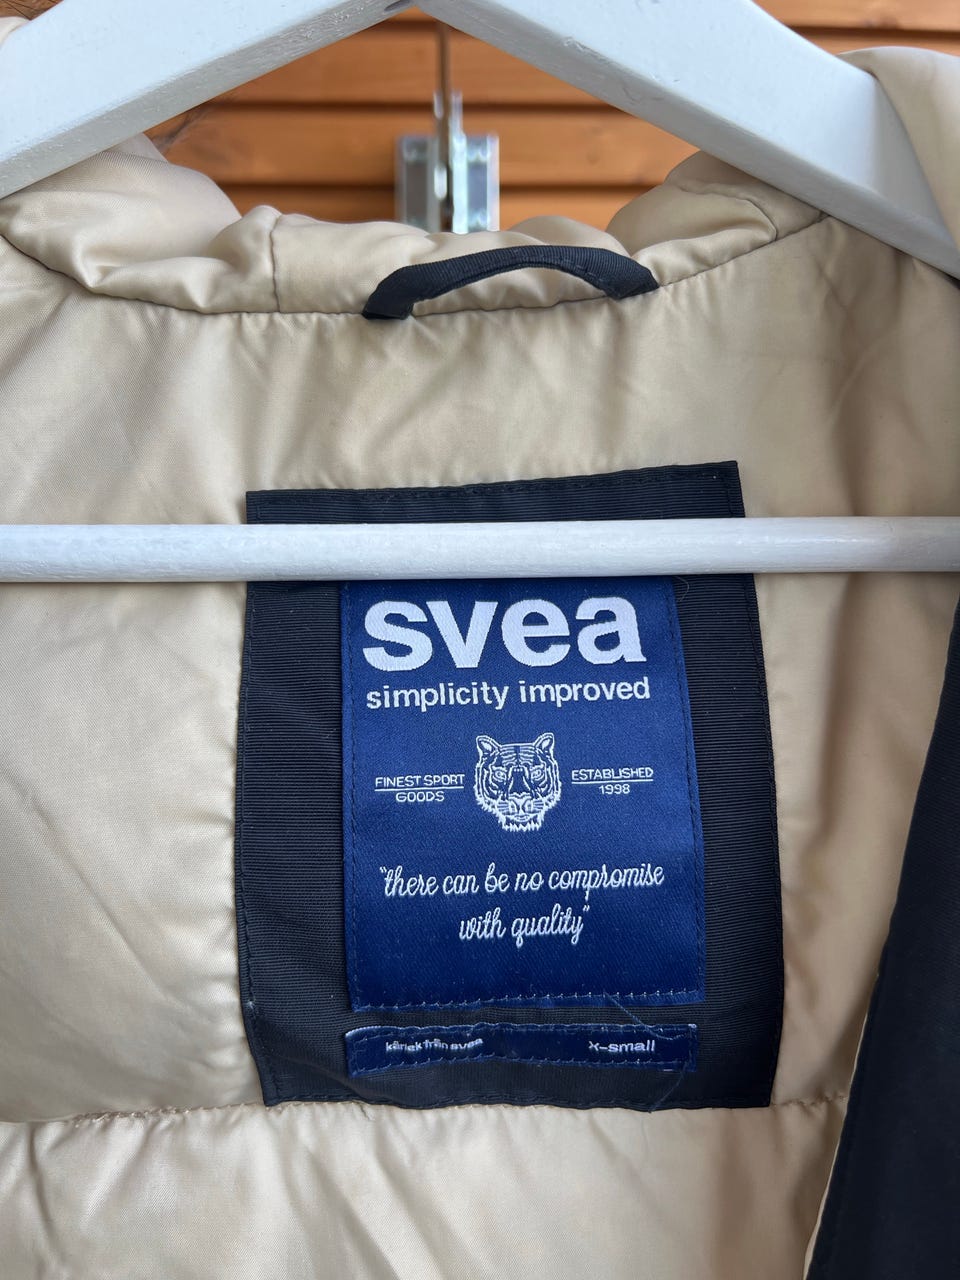 svea
simplicity improved
FINEST SPORT
GOODS
ESTABLISHED
1998
"there can be no compromise
with quality"
kärlek från svea
x-small